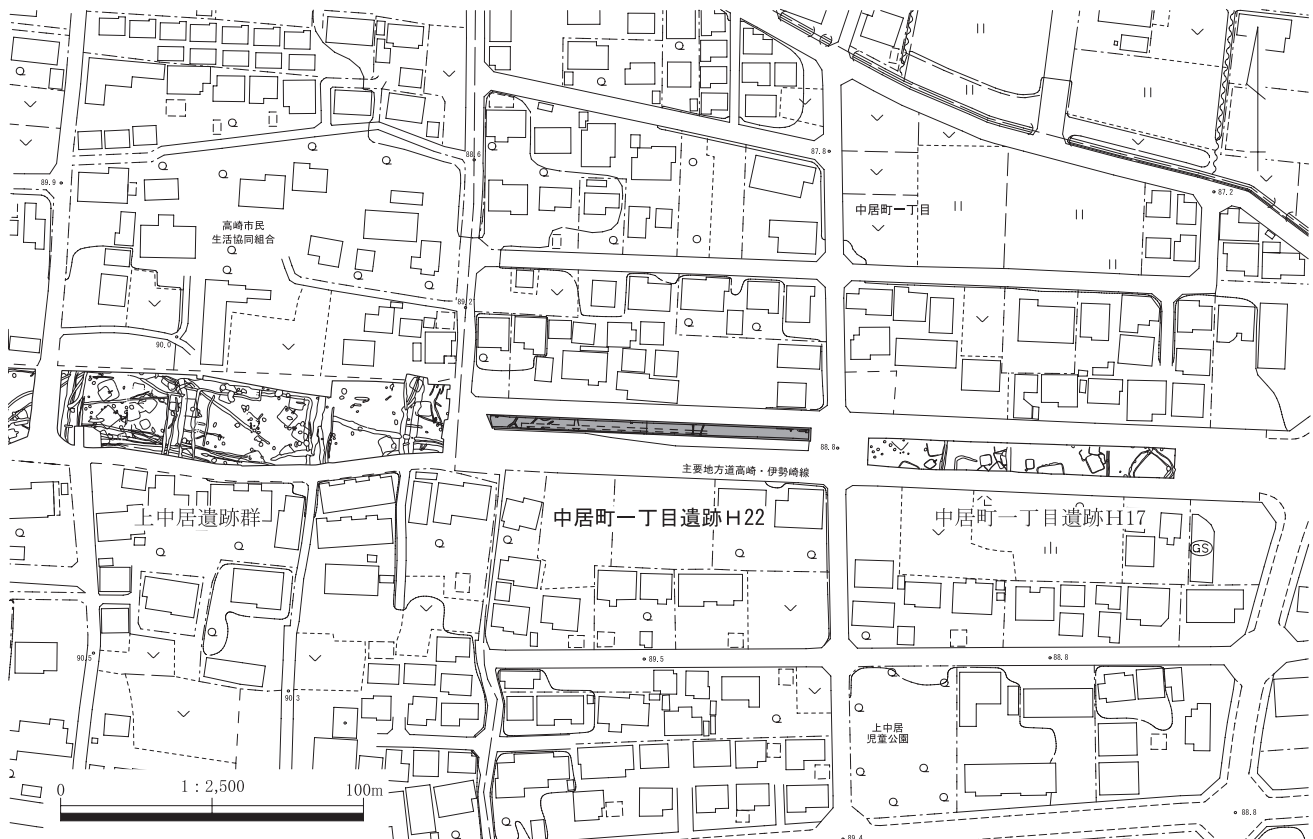 88.6
87.8
89.9
87.2
中居町一丁目
高崎市民
生活協同組合
89.2
90.0
88.8
主要地方道高崎・伊勢崎線
上中居遺跡群
中居町一丁目遺跡H22
中居町一丁目遺跡H17
GS
90.5
89.5
88.8
90.3
上中居
児童公園
0
1：2,500
100m
88.8
89.4